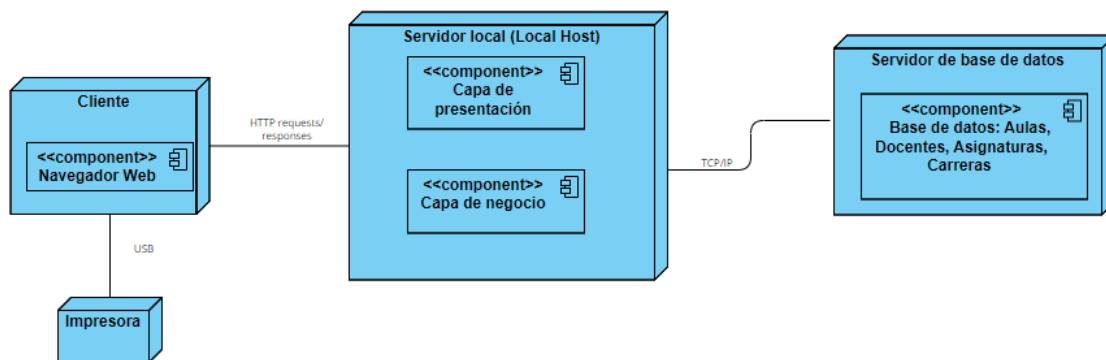 Cliente
<<component>>
Navegador Web
USB
Impresora
HTTP requests/
responses
Servidor local (Local Host)
<<component>>
Capa de
presentación
<<component>>
Capa de negocio
TCP/IP
Servidor de base de datos
<<component>>
Base de datos: Aulas,
Docentes, Asignaturas,
Carreras